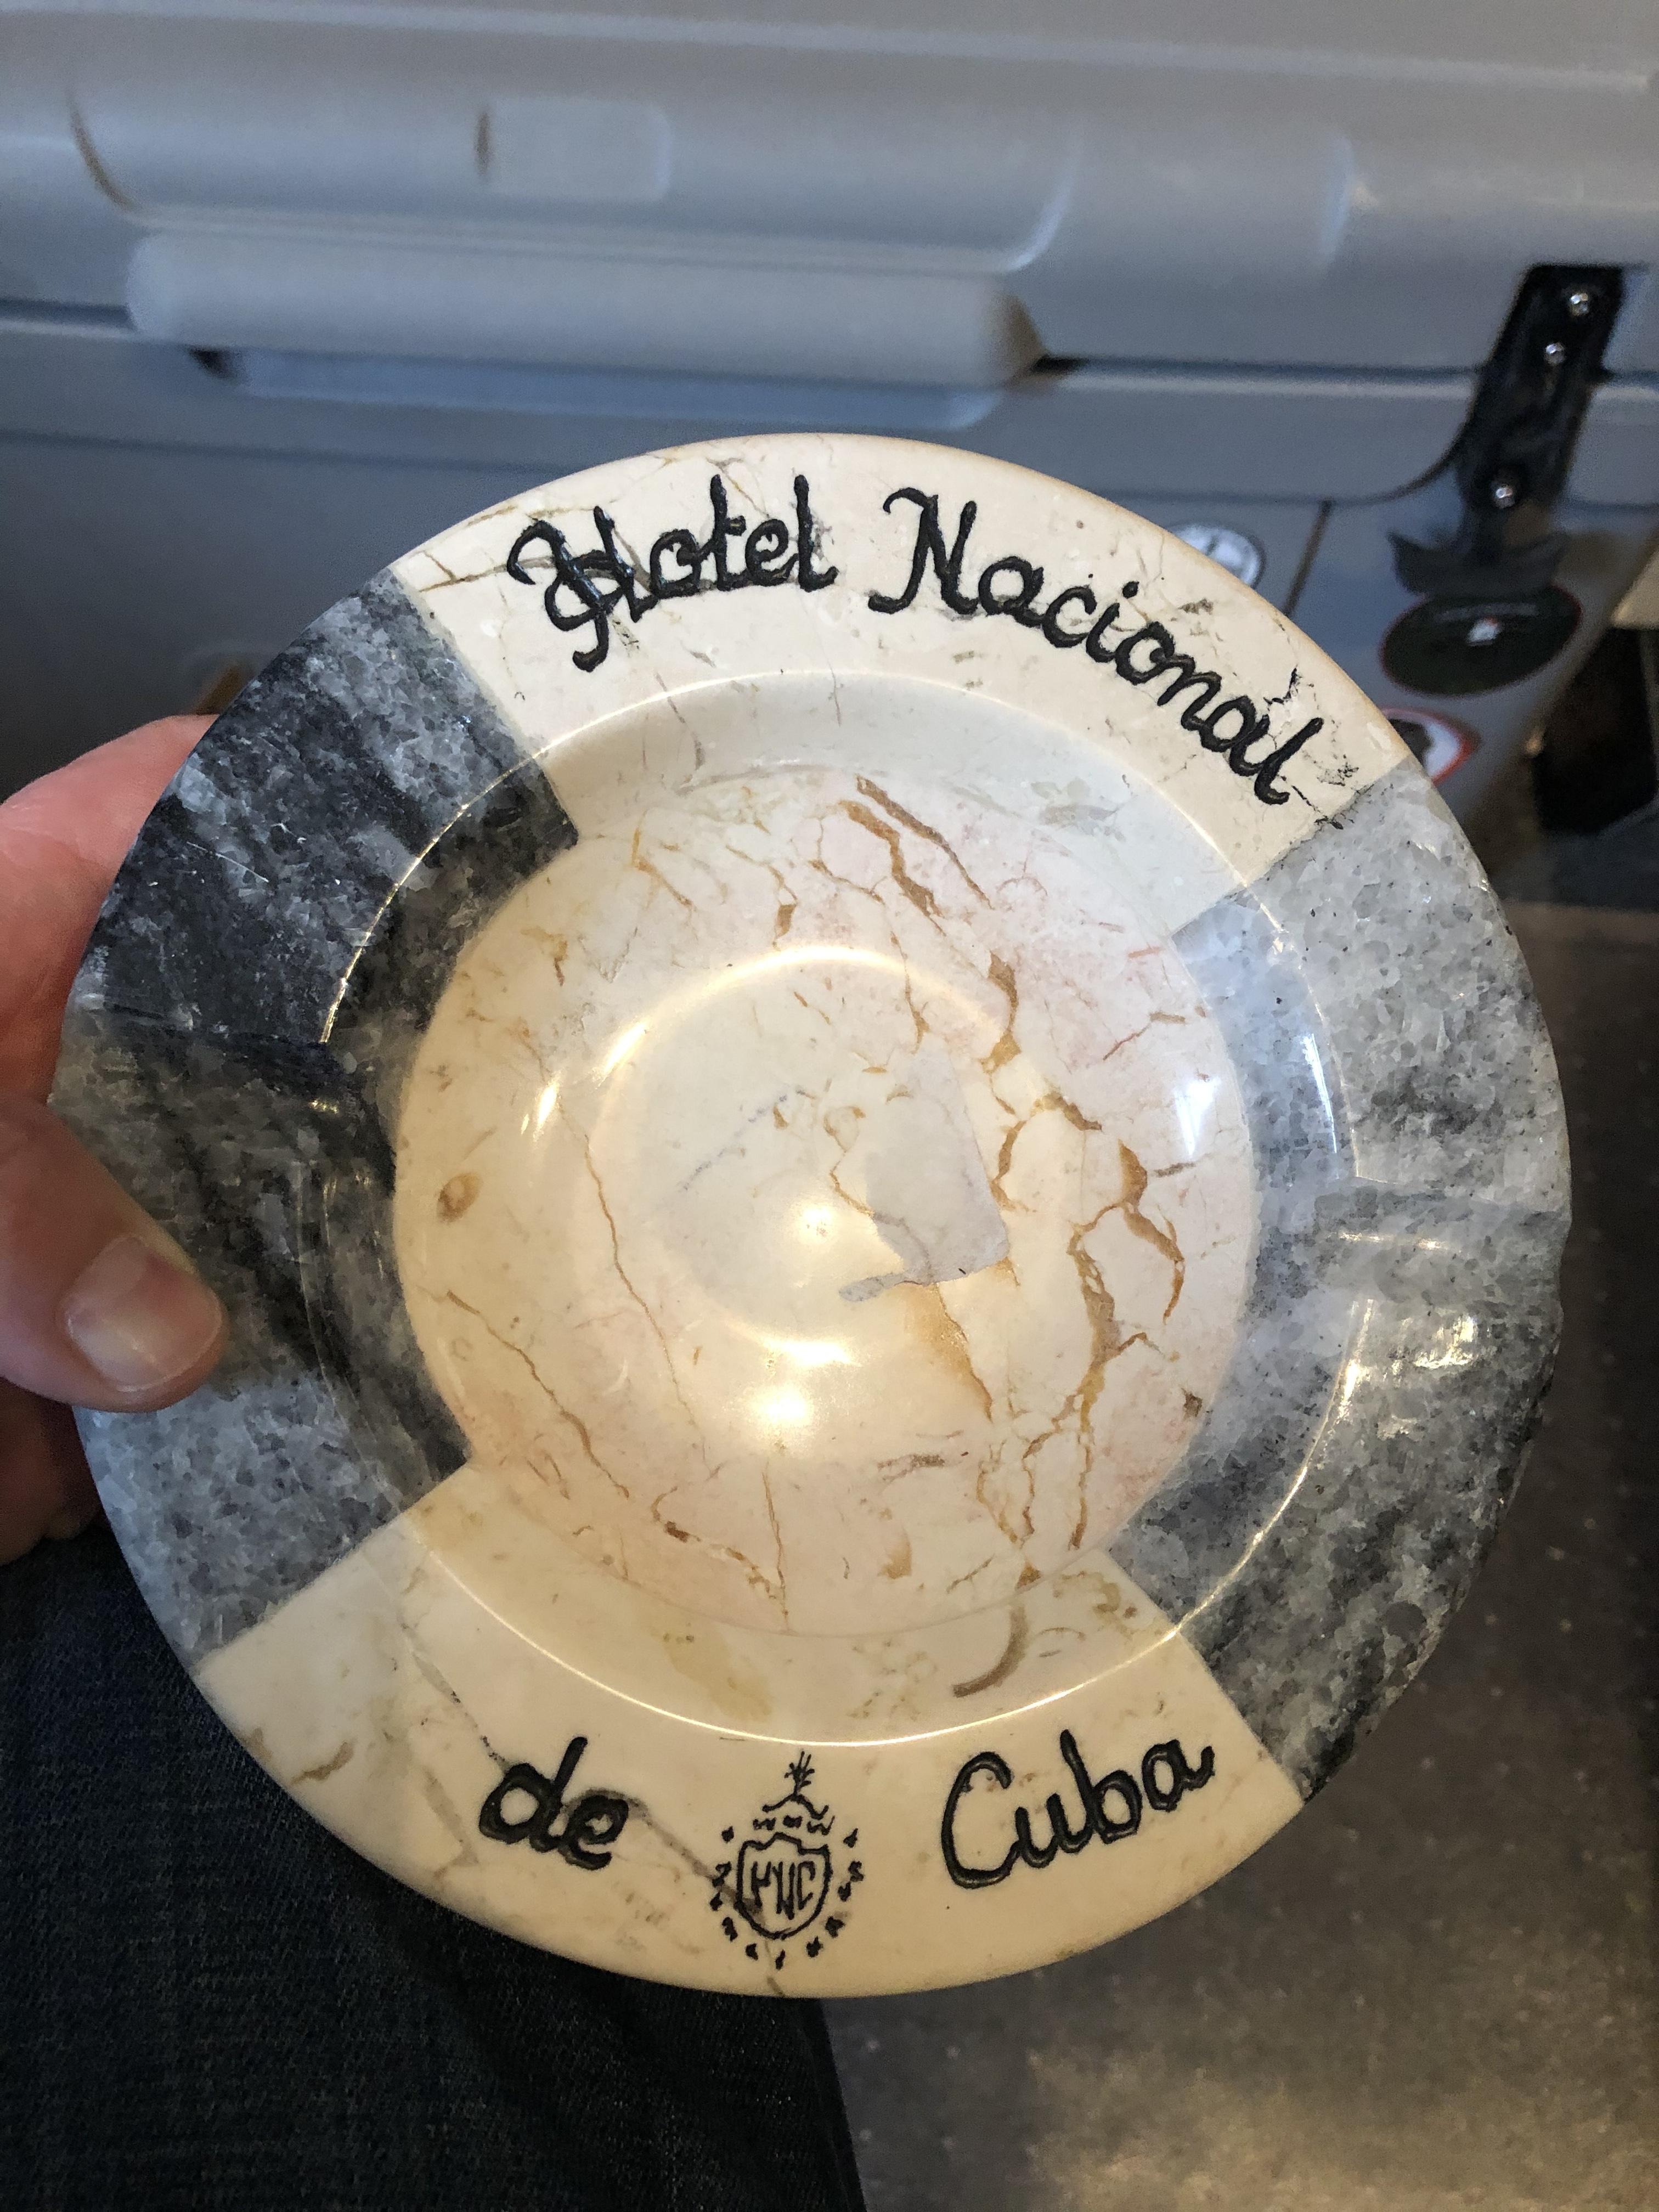 Hotel Nacional
de Cuba
HNC